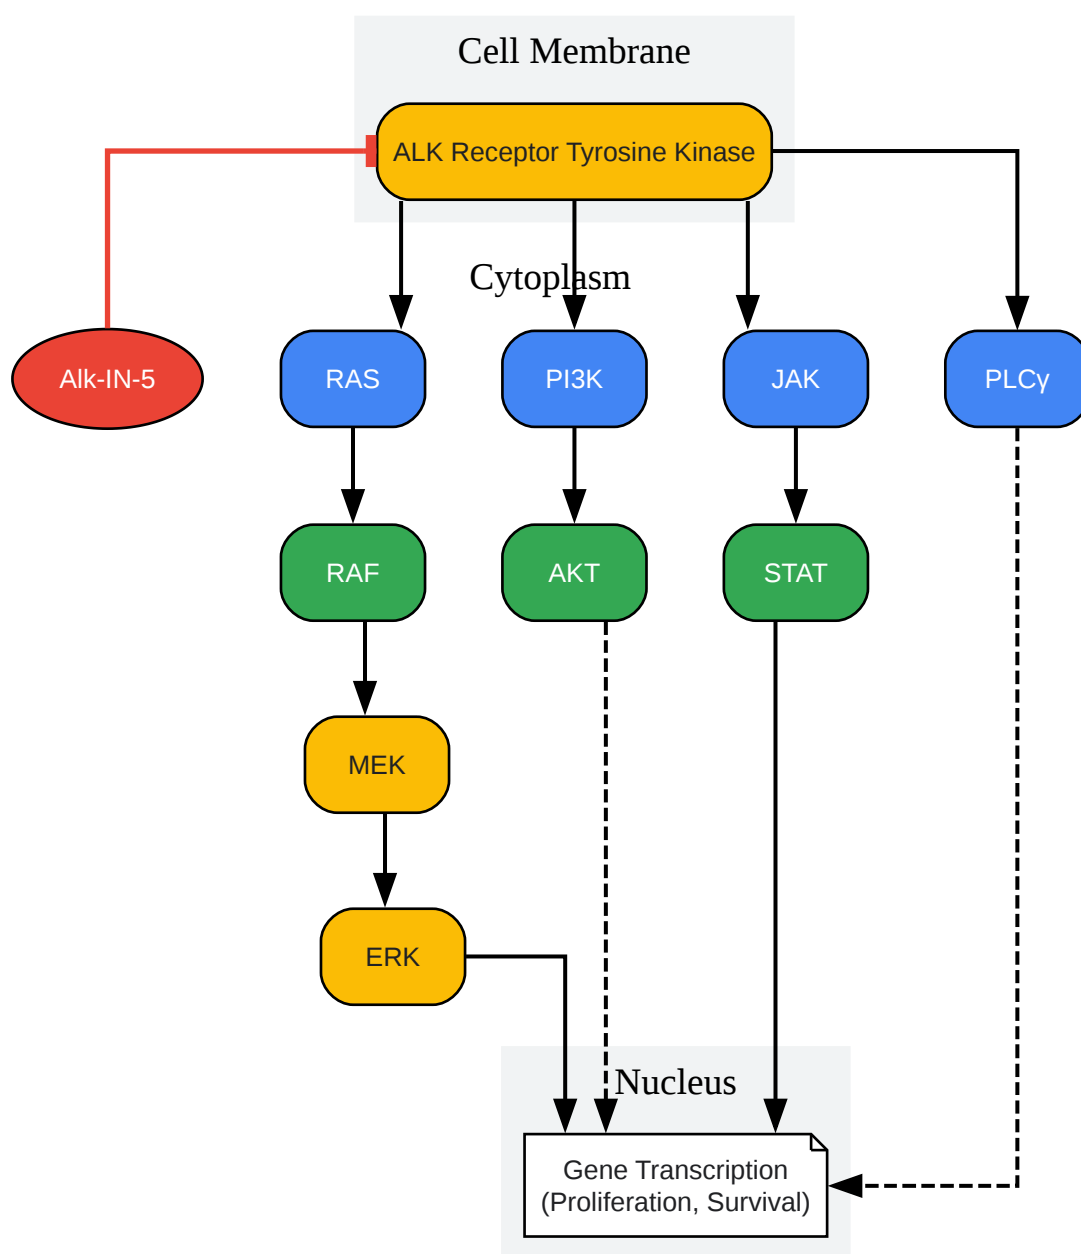 Cell Membrane
ALK Receptor Tyrosine Kinase
Cytoplasm
Alk-IN-5
RAS
PI3K
JAK
PLCγ
RAF
AKT
STAT
MEK
ERK
Nucleus
Gene Transcription
(Proliferation, Survival)